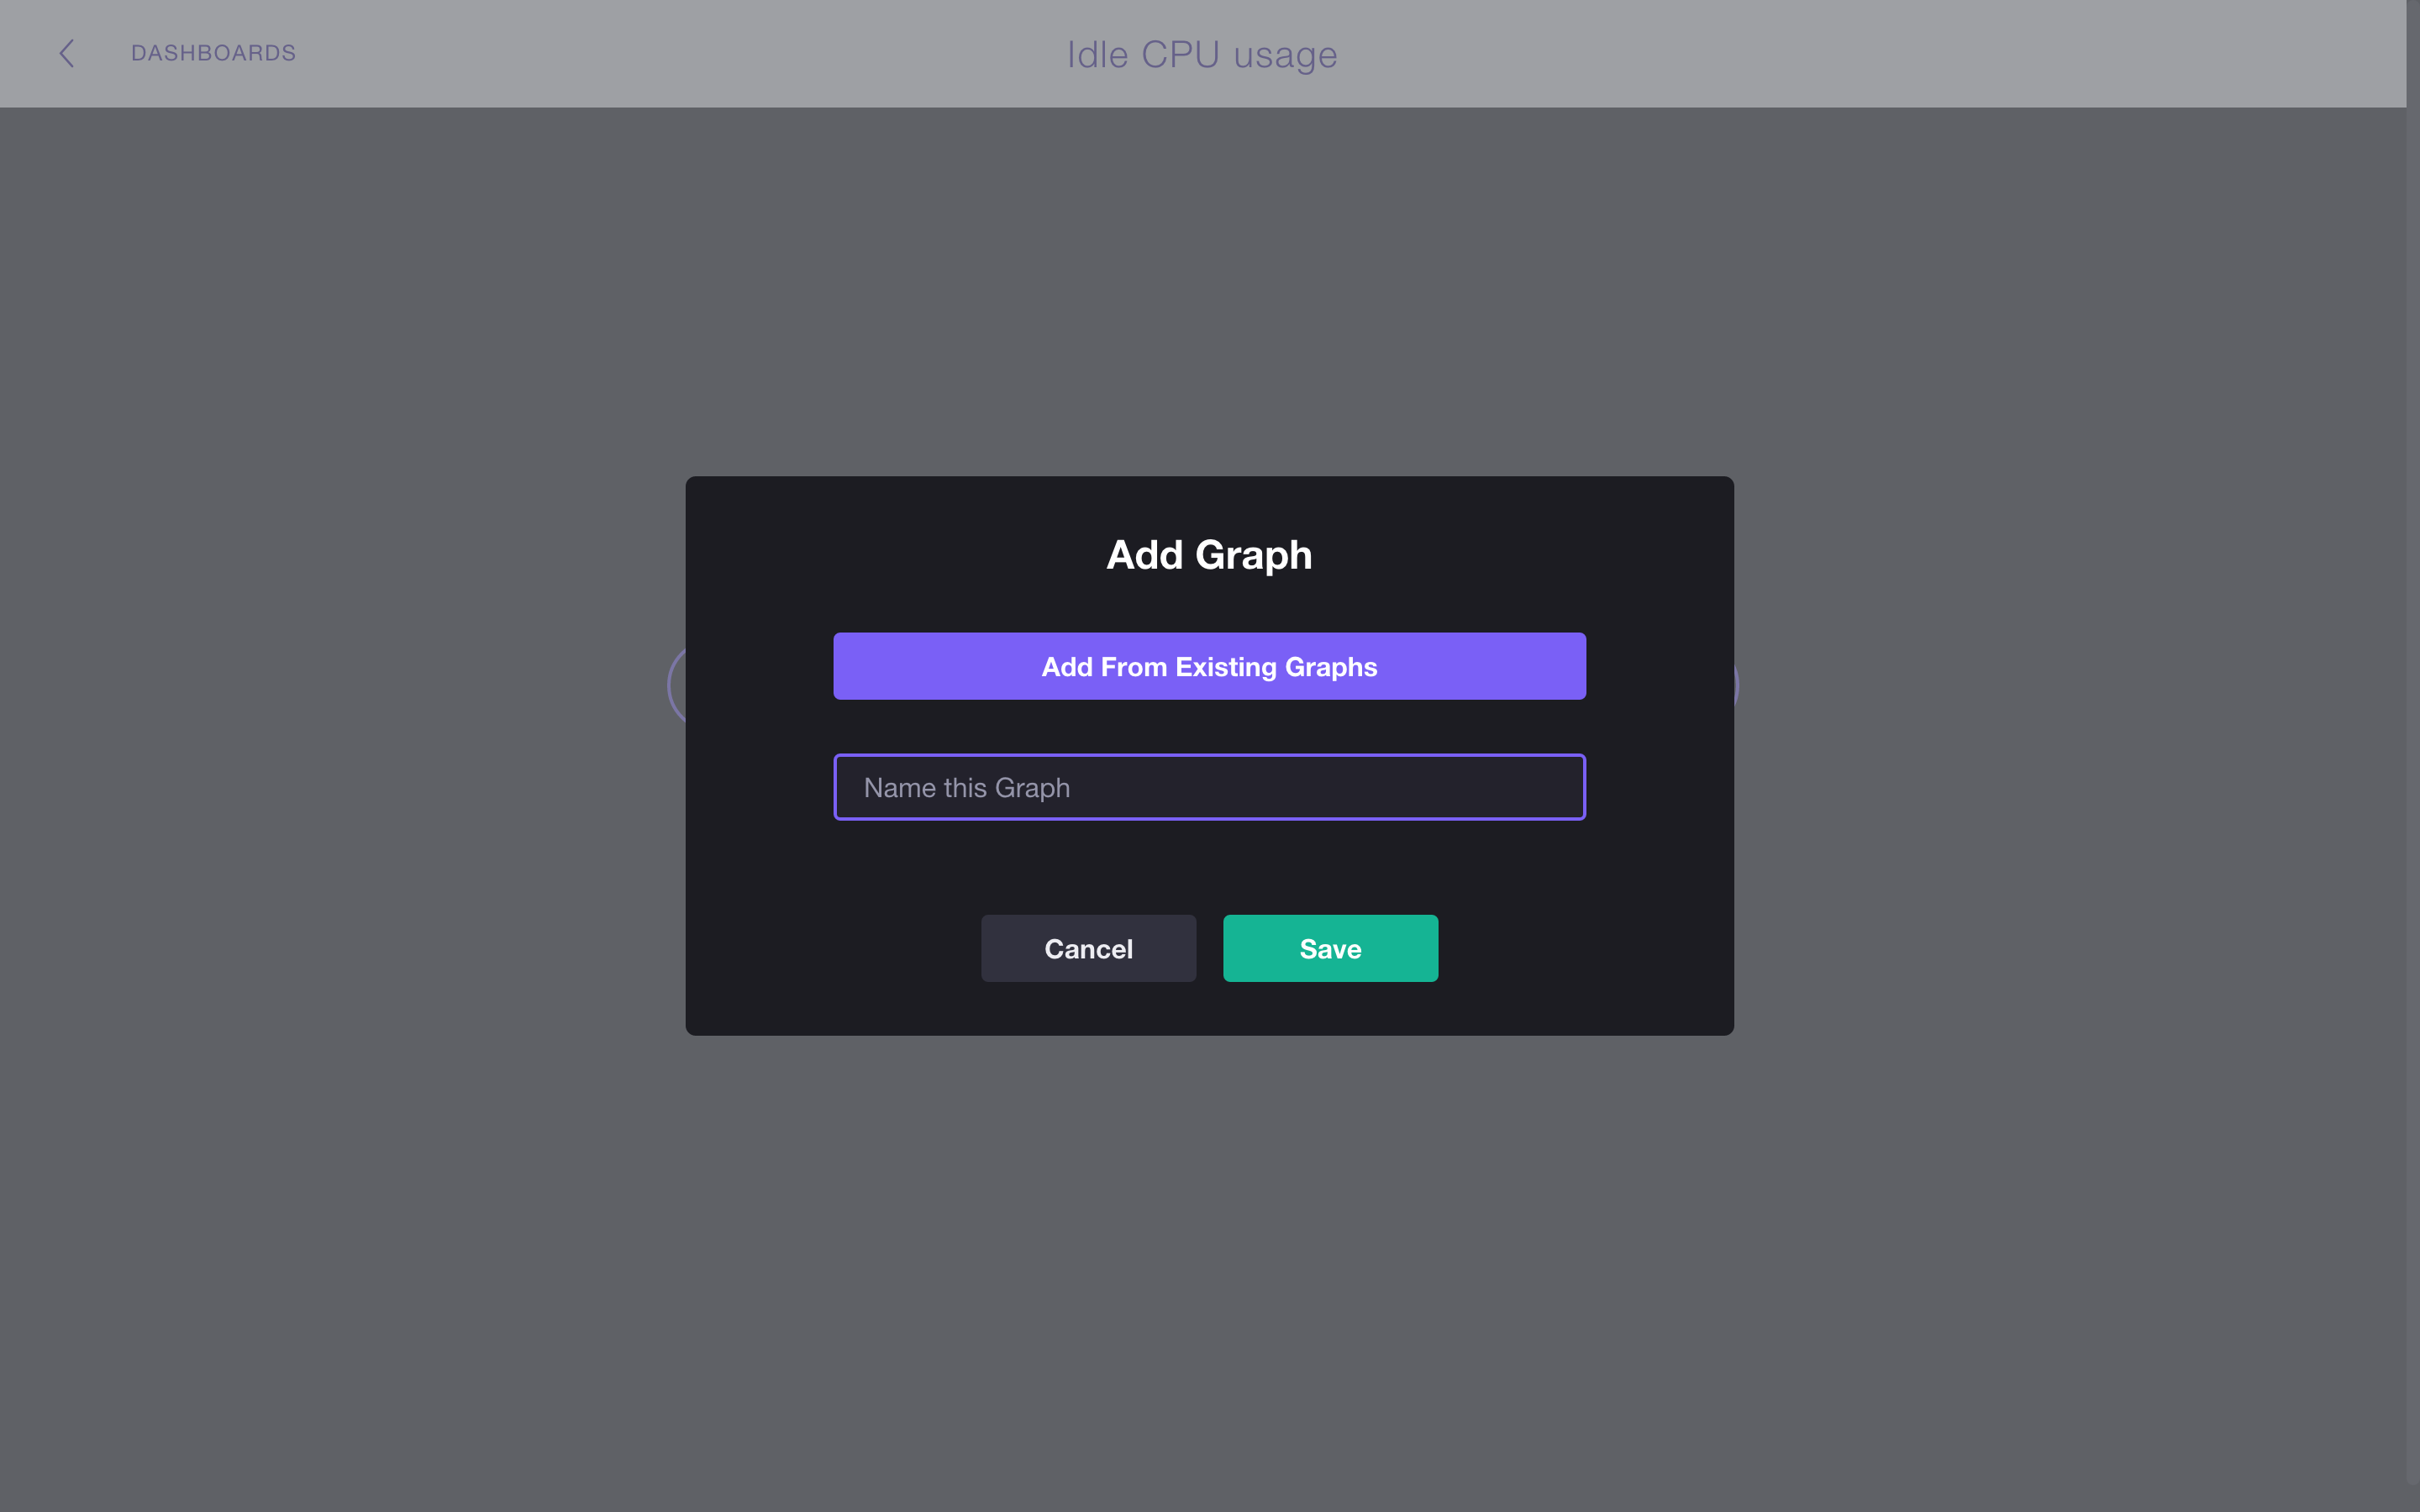 DASHBOARDS
Idle CPU usage
Add Graph
Add From Existing Graphs
Name this Graph
Cancel
Save